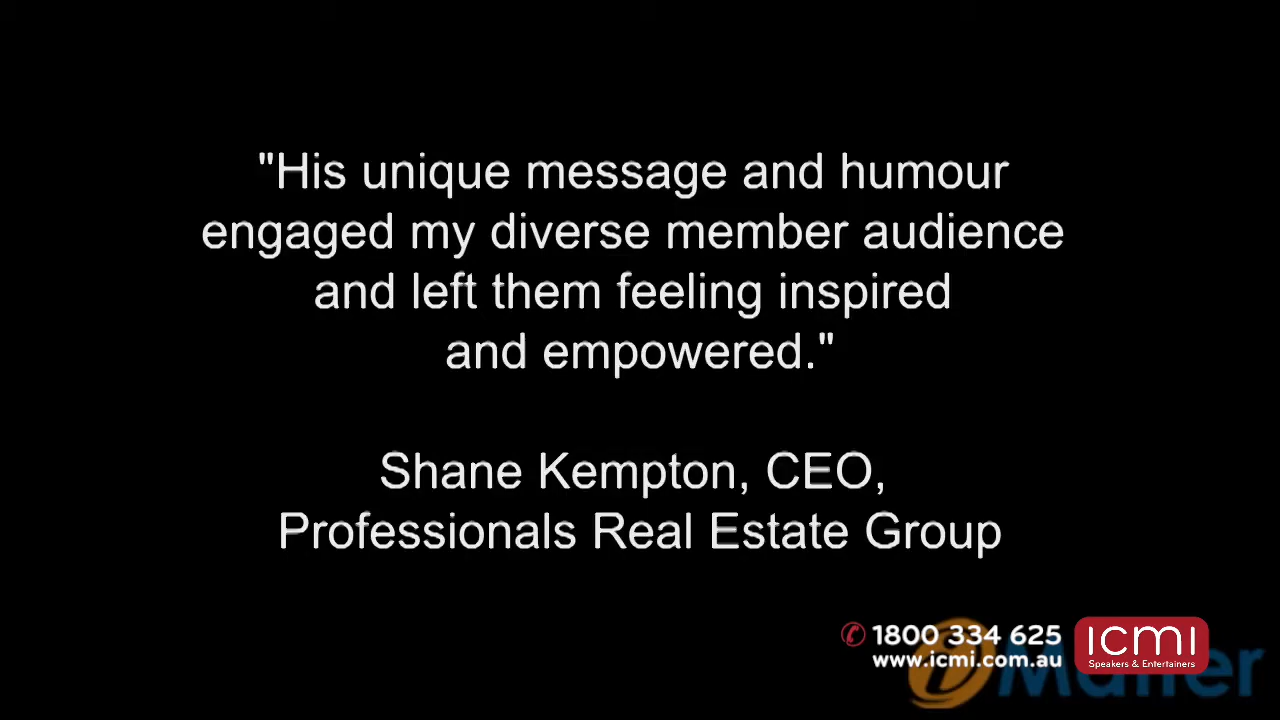 "His unique message and humour
engaged my diverse member audience
and left them feeling inspired
and empowered."
Shane Kempton, CEO,
Professionals Real Estate Group
1800 334 625
www.icmi.com.au
ICMI
Speakers & Entertainers
i Matter